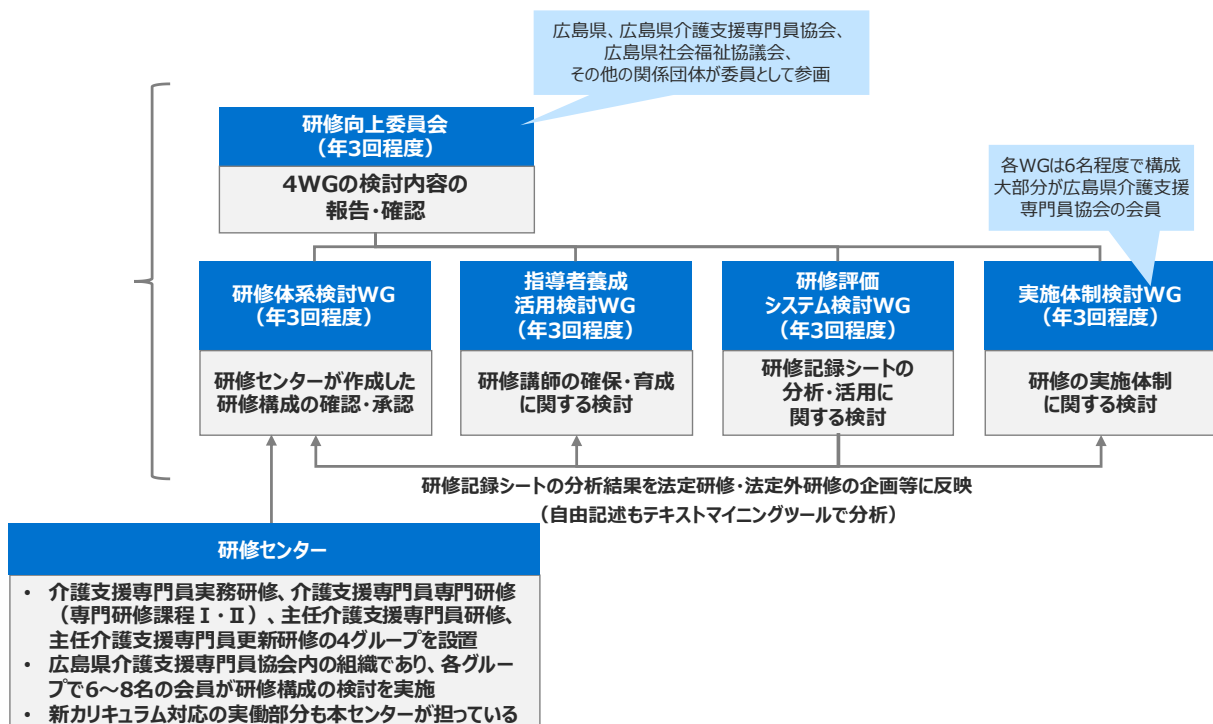 広島県、広島県介護支援専門員協会、
広島県社会福祉協議会、
その他の関係団体が委員として参画
研修向上委員会
（年3回程度）
4WGの検討内容の
報告・確認
各WGは6名程度で構成
大部分が広島県介護支援
専門員協会の会員
研修体系検討WG
（年3回程度）
研修センターが作成した
研修構成の確認・承認
指導者養成
活用検討WG
（年3回程度）
研修講師の確保・育成
に関する検討
研修評価
システム検討WG
（年3回程度）
研修記録シートの
分析・活用に
関する検討
実施体制検討WG
（年3回程度）
研修の実施体制
に関する検討
研修記録シートの分析結果を法定研修・法定外研修の企画等に反映
（自由記述もテキストマイニングツールで分析）
研修センター
• 介護支援専門員実務研修、介護支援専門員専門研修
（専門研修課程Ⅰ・Ⅱ）、主任介護支援専門員研修、
主任介護支援専門員更新研修の4グループを設置
• 広島県介護支援専門員協会内の組織であり、各グルー
プで6～8名の会員が研修構成の検討を実施
• 新カリキュラム対応の実働部分も本センターが担っている